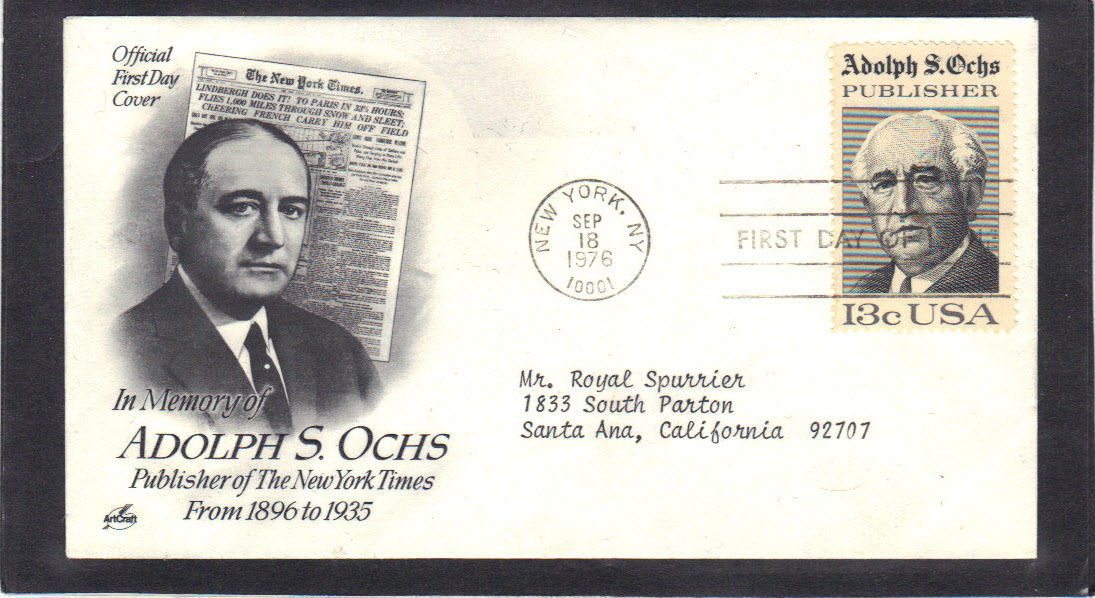 Official
First Day
Cover
The New York Times.
LINDBERGH DOES IT! TO PARIS IN 33½ HOURS;
FLIES 1,000 MILES THROUGH SNOW AND SLEET;
CHEERING FRENCH CARRY HIM OFF FIELD
In Memory of
ADOLPH S. OCHS
Publisher of The New York Times
From 1896 to 1935
ArtCraft
NEW YORK, NY
SEP
18
1976
10001
FIRST DAY OF
Adolph S. Ochs
PUBLISHER
13c USA
Mr. Royal Spurrier
1833 South Parton
Santa Ana, California 92707